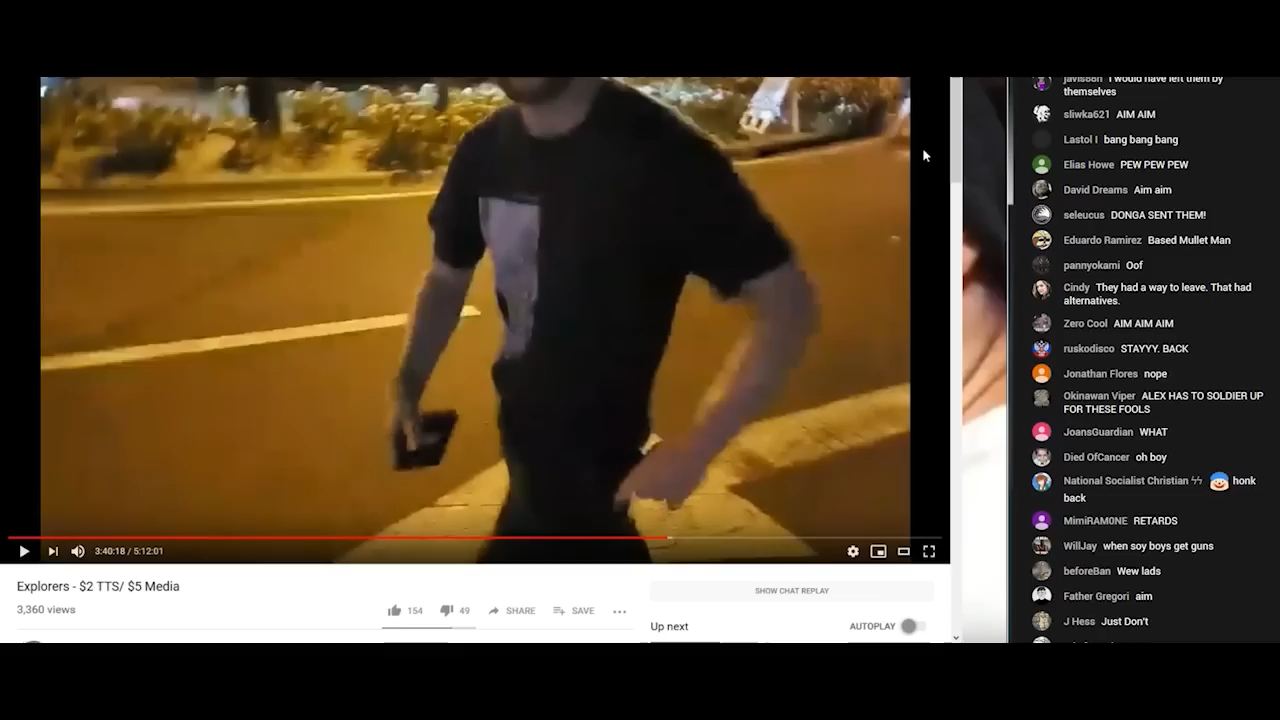 javis88n I would have left them by
themselves
sliwka621 AIM AIM
Lastol I bang bang bang
Elias Howe PEW PEW PEW
David Dreams Aim aim
seleucus DONGA SENT THEM!
Eduardo Ramirez Based Mullet Man
pannyokami Oof
Cindy They had a way to leave. That had
alternatives.
Zero Cool AIM AIM AIM
ruskodisco STAYYY. BACK
Jonathan Flores nope
Okinawan Viper ALEX HAS TO SOLDIER UP
FOR THESE FOOLS
JoansGuardian WHAT
Died OfCancer oh boy
National Socialist Christian ϟϟ honk
back
MimiRAM0NE RETARDS
WillJay when soy boys get guns
beforeBan Wew lads
Father Gregori aim
J Hess Just Don't
3:40:18 / 5:12:01
Explorers - $2 TTS/ $5 Media
3,360 views
154 49 SHARE SAVE
SHOW CHAT REPLAY
Up next AUTOPLAY